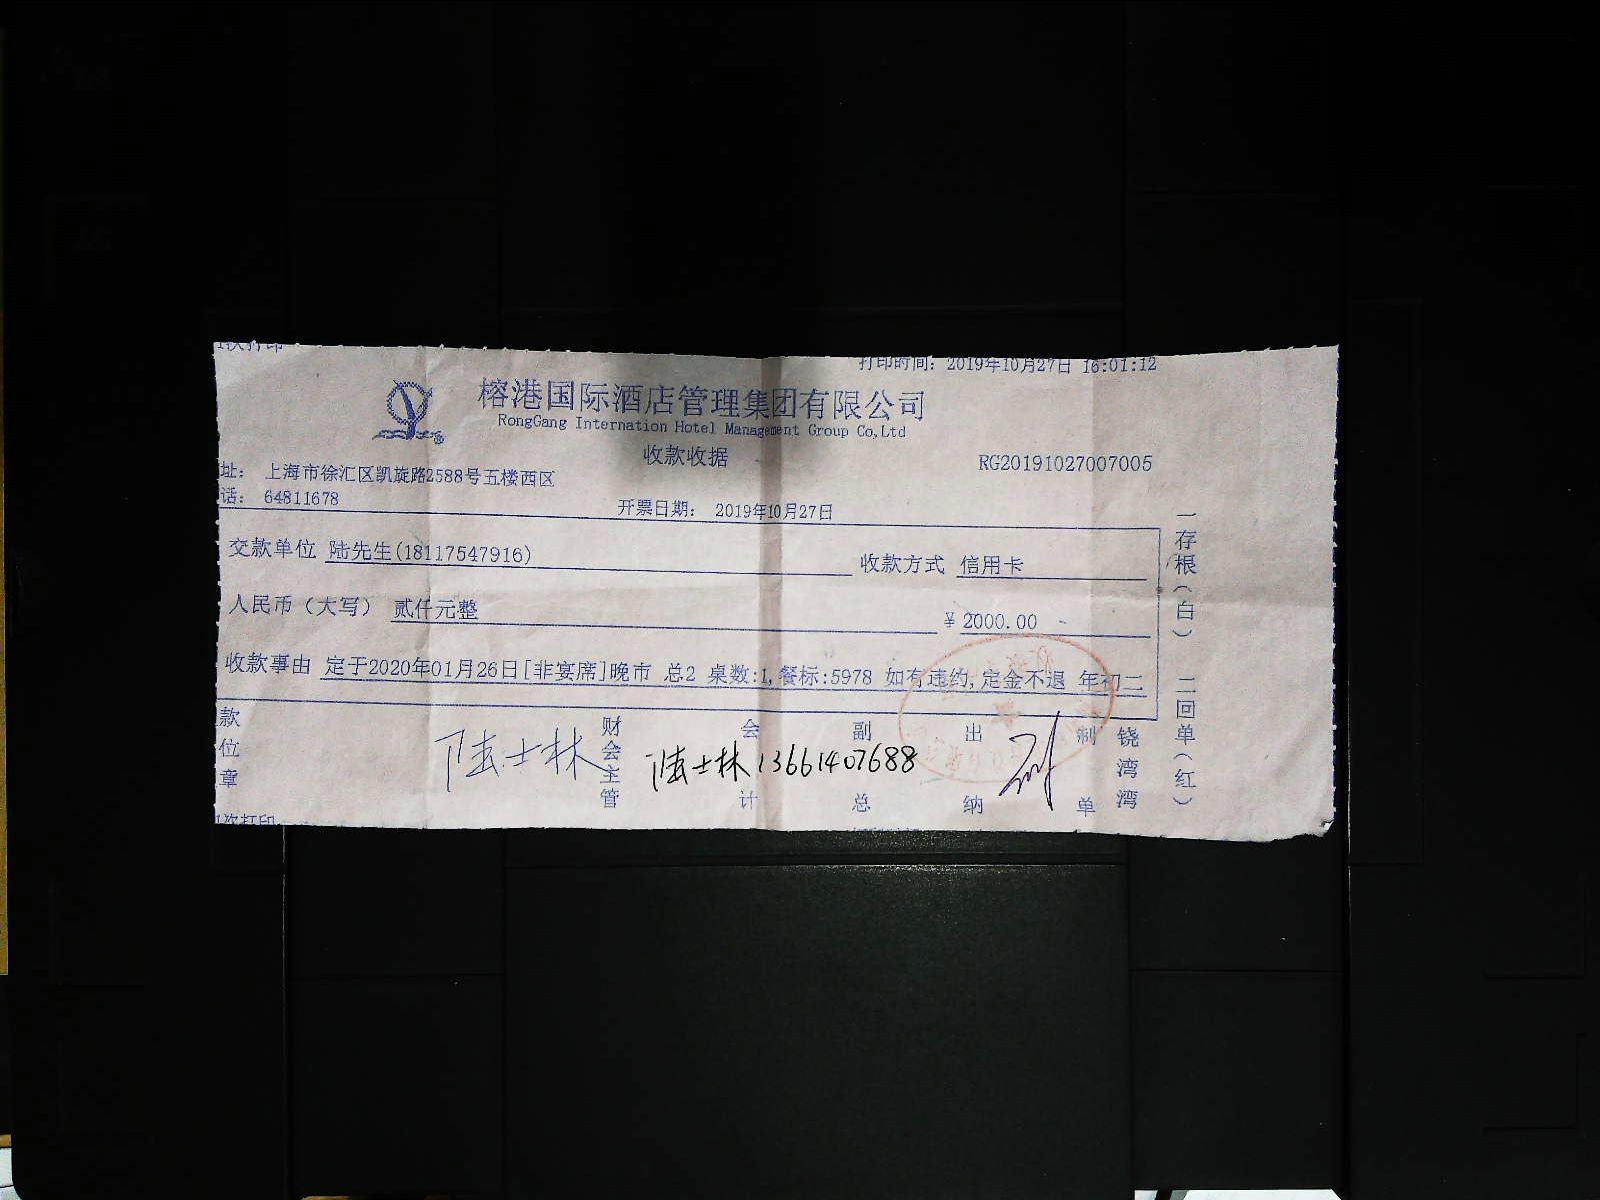 1次打印
打印时间: 2019年10月27日 16:01:12
榕港国际酒店管理集团有限公司
RongGang Internation Hotel Management Group Co,Ltd
收款收据
RG20191027007005
址: 上海市徐汇区凯旋路2588号五楼西区
话: 64811678
开票日期: 2019年10月27日
交款单位 陆先生(18117547916) 收款方式 信用卡
人民币（大写） 贰仟元整 ¥ 2000.00
收款事由 定于2020年01月26日[非宴席]晚市 总2 桌数:1,餐标:5978 如有违约,定金不退 年初二
款位章 陆士林 财会主管 陆士林 13661407688 会计 副总 出纳 制单 饶湾湾
一存根（白） 二回单（红）
1次打印